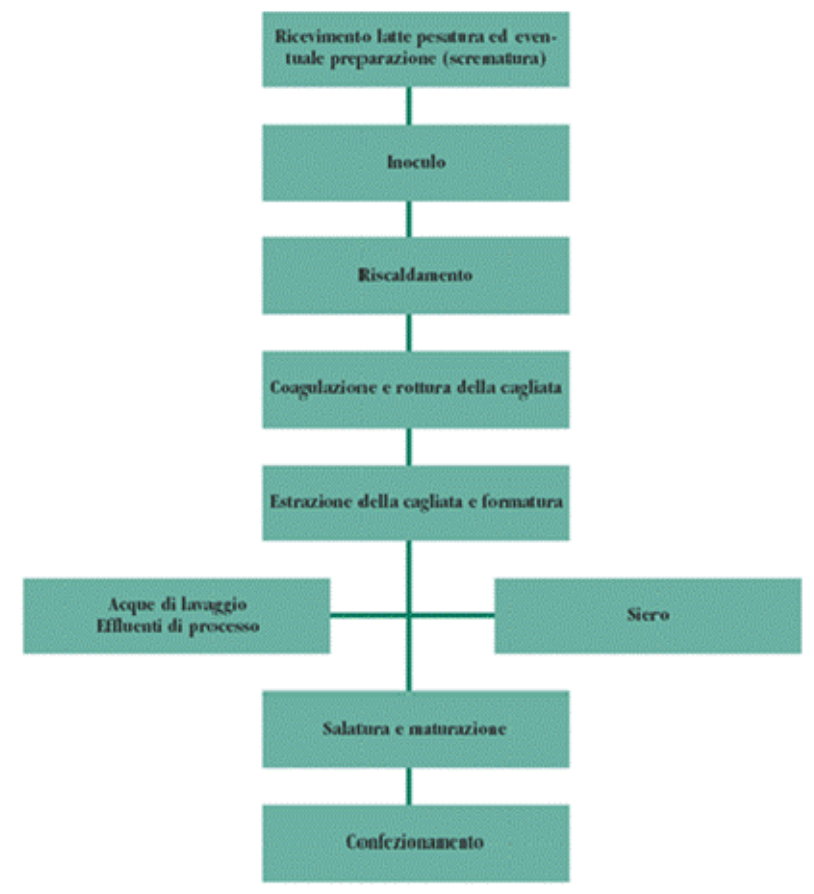 Ricevimento latte pesatura ed even-
tuale preparazione (scrematura)
Inoculo
Riscaldamento
Coagulazione e rottura della cagliata
Estrazione della cagliata e formatura
Acque di lavaggio
Effluenti di processo
Siero
Salatura e maturazione
Confezionamento